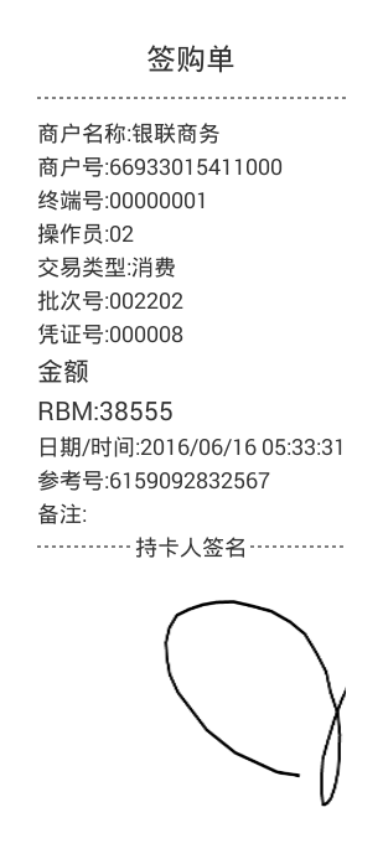 签购单
商户名称:银联商务
商户号:66933015411000
终端号:00000001
操作员:02
交易类型:消费
批次号:002202
凭证号:000008
金额
RBM:38555
日期/时间:2016/06/16 05:33:31
参考号:6159092832567
备注:
持卡人签名